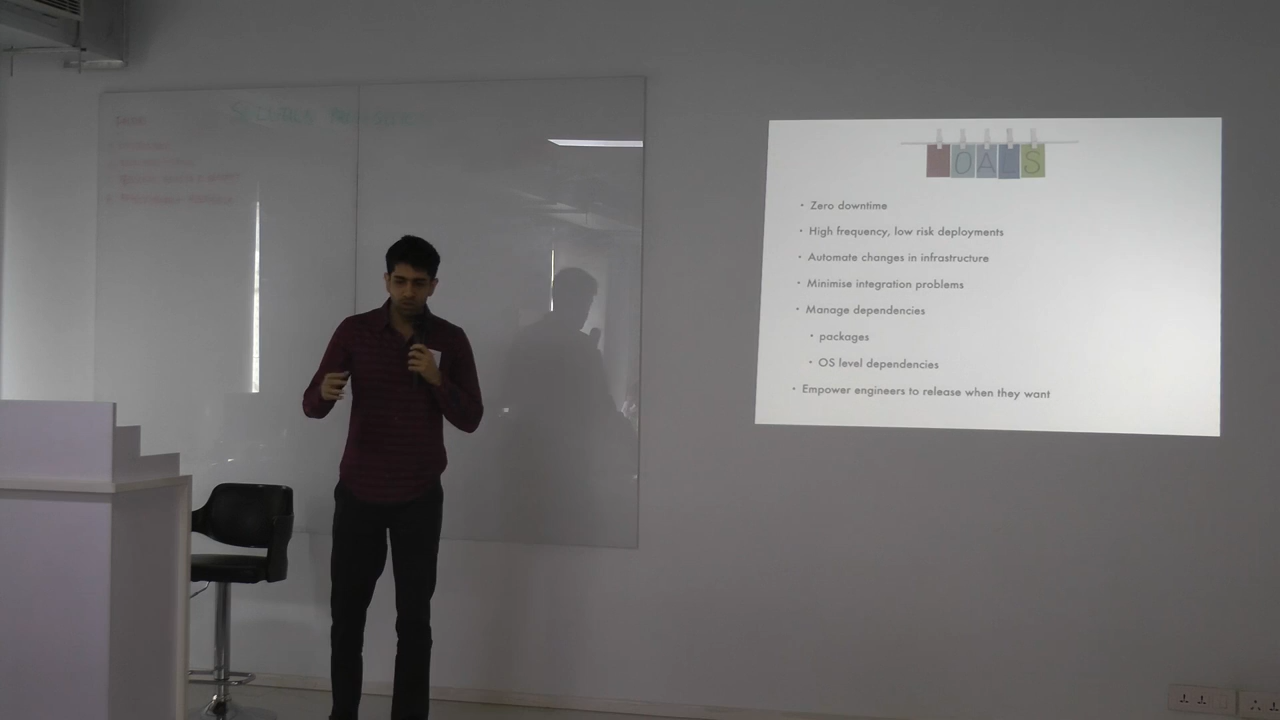 GOALS
• Zero downtime
• High frequency, low risk deployments
• Automate changes in infrastructure
• Minimise integration problems
• Manage dependencies
• packages
• OS level dependencies
• Empower engineers to release when they want